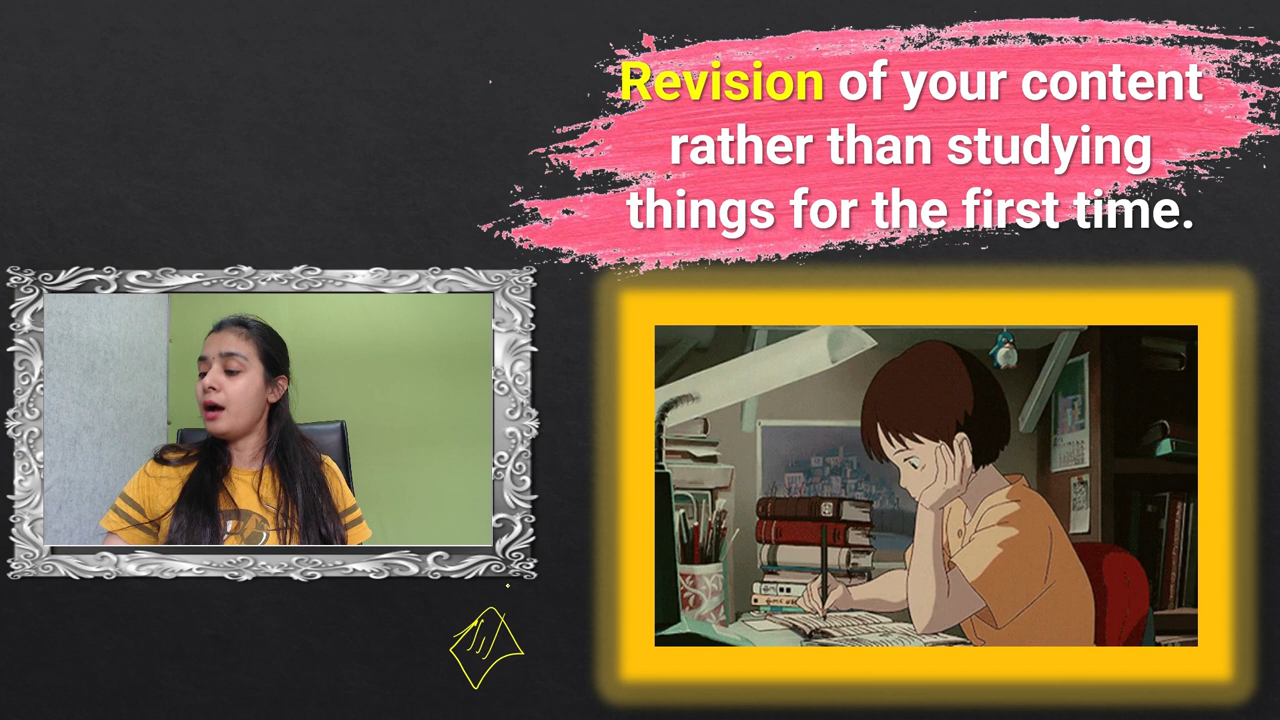 Revision of your content
rather than studying
things for the first time.